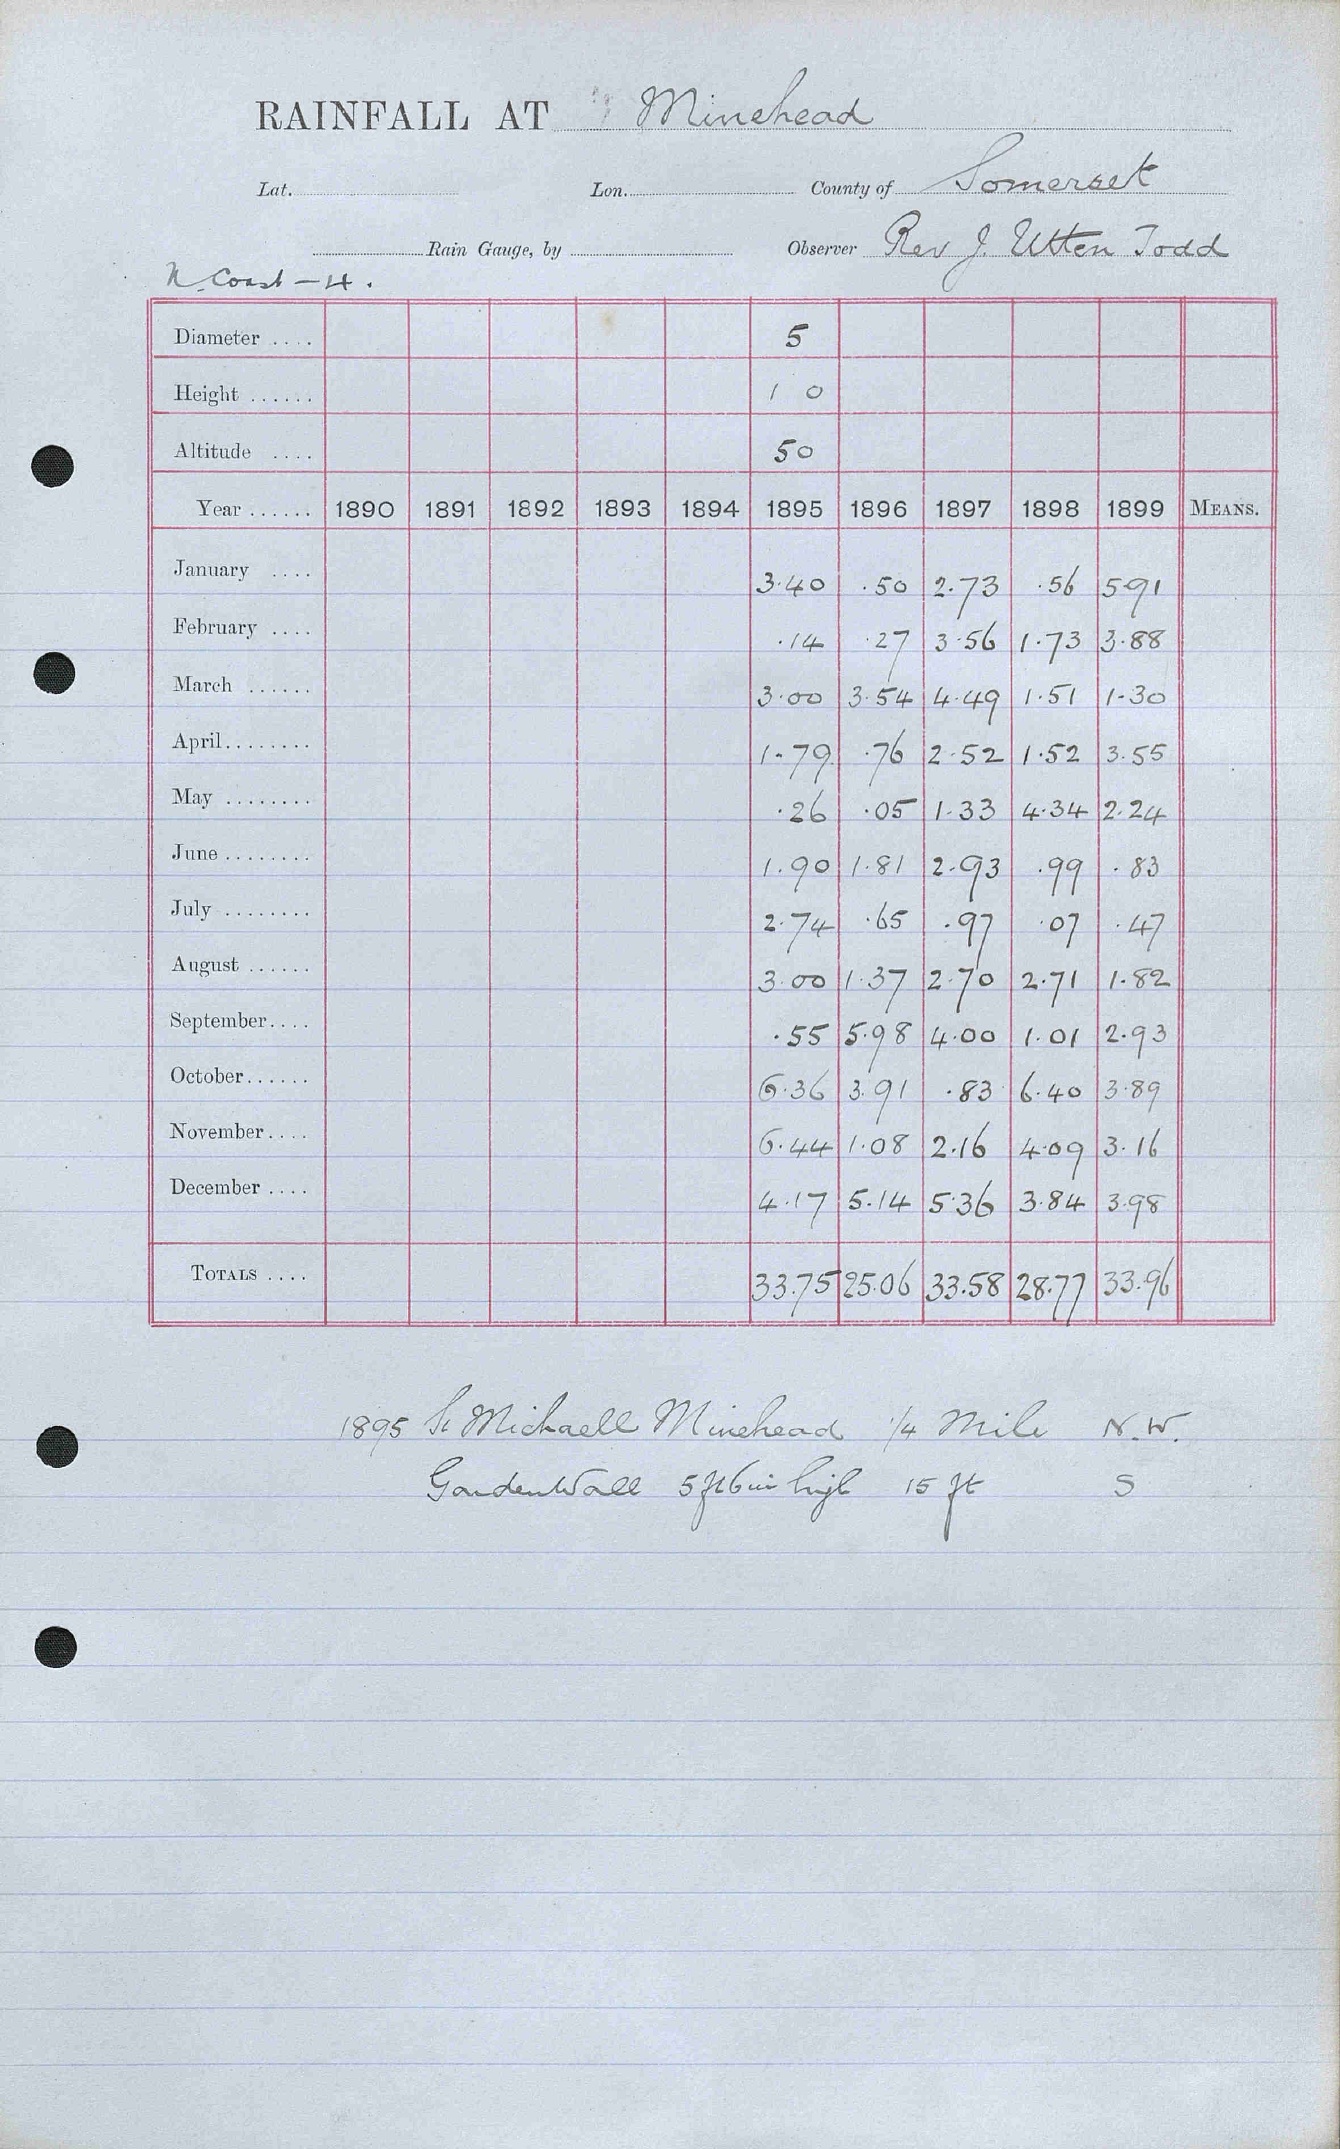 RAINFALL AT Minehead
Lat. Lon. County of Somerset
Rain Gauge, by Observer Rev J. Utten Todd
N. Coast – 4.
Diameter .... 5
Height ...... 1 0
Altitude .... 50
Year ...... 1890 1891 1892 1893 1894 1895 1896 1897 1898 1899 MEANS.
January .... 3.40 .50 2.73 .56 5.91
February .... .14 .27 3.56 1.73 3.88
March ...... 3.00 3.54 4.49 1.51 1.30
April........ 1.79 .76 2.52 1.52 3.55
May ........ .26 .05 1.33 4.34 2.24
June ........ 1.90 1.81 2.93 .99 .83
July ........ 2.74 .65 .97 .07 .47
August ...... 3.00 1.37 2.70 2.71 1.82
September.... .55 5.98 4.00 1.01 2.93
October...... 6.36 3.91 .83 6.40 3.89
November.... 6.44 1.08 2.16 4.09 3.16
December .... 4.17 5.14 5.36 3.84 3.98
TOTALS .... 33.75 25.06 33.58 28.77 33.96
1895 St Michaell Minehead 1/4 Mile N.W.
Garden Wall 5 ft 6 in high 15 ft S